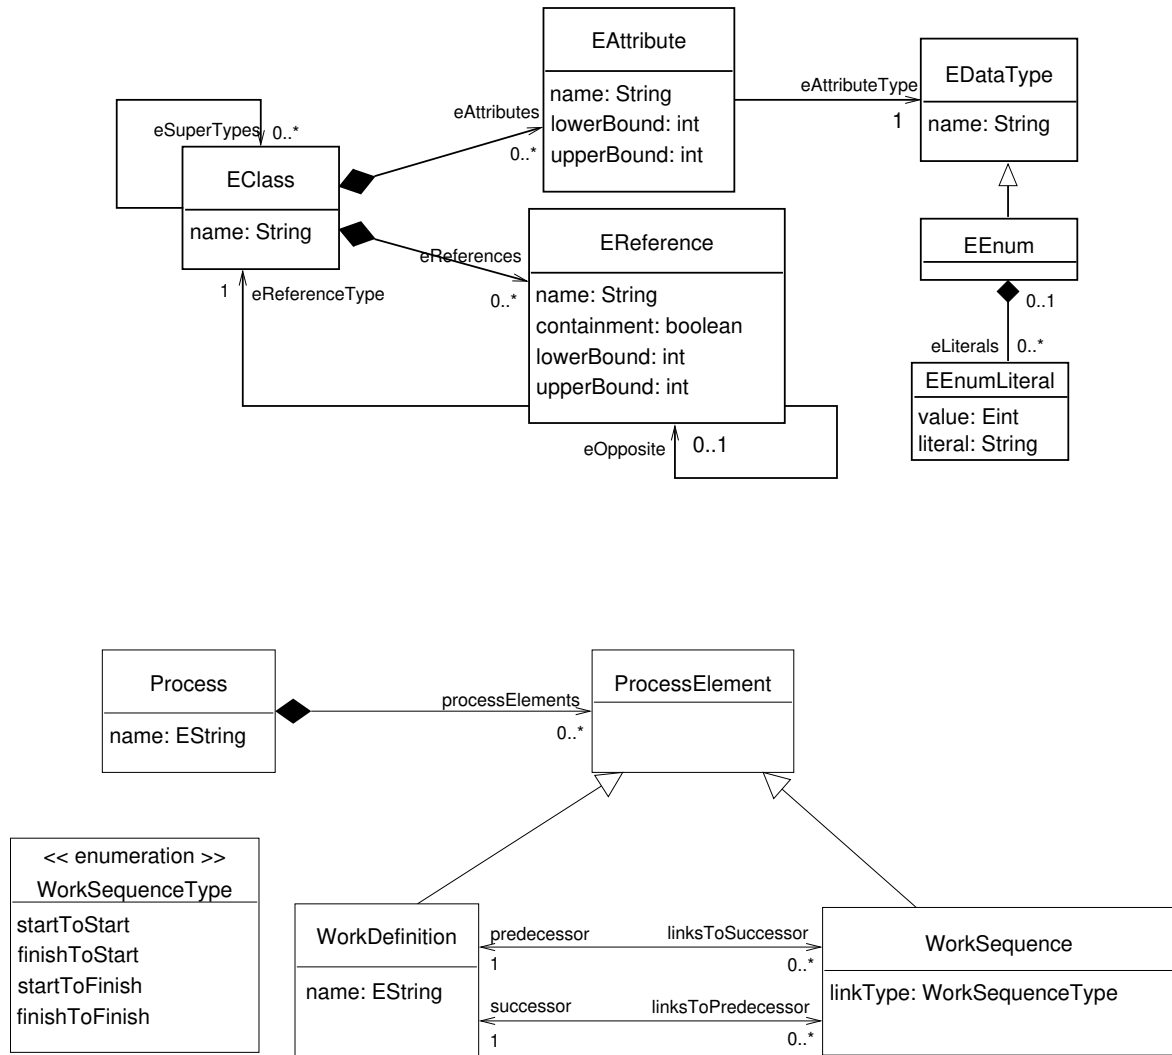 EAttribute
name: String
lowerBound: int
upperBound: int
eAttributeType
1
EDataType
name: String
eSuperTypes
0..*
eAttributes
0..*
EClass
name: String
EReference
name: String
containment: boolean
lowerBound: int
upperBound: int
eReferences
0..*
1
eReferenceType
eOpposite
0..1
EEnum
0..1
eLiterals
0..*
EEnumLiteral
value: Eint
literal: String
Process
name: EString
processElements
0..*
ProcessElement
<< enumeration >>
WorkSequenceType
startToStart
finishToStart
startToFinish
finishToFinish
WorkDefinition
name: EString
predecessor
1
linksToSuccessor
0..*
successor
1
linksToPredecessor
0..*
WorkSequence
linkType: WorkSequenceType